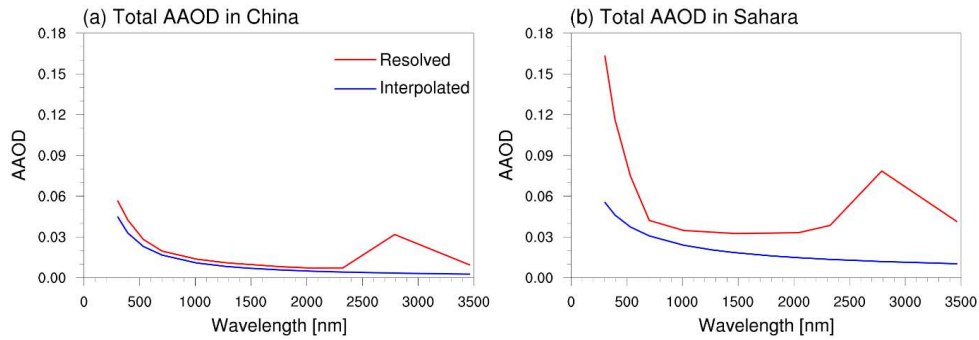 (a) Total AAOD in China
AAOD
0.18
0.15
0.12
0.09
0.06
0.03
0.00
Resolved
Interpolated
0 500 1000 1500 2000 2500 3000 3500
Wavelength [nm]
(b) Total AAOD in Sahara
AAOD
0.18
0.15
0.12
0.09
0.06
0.03
0.00
0 500 1000 1500 2000 2500 3000 3500
Wavelength [nm]